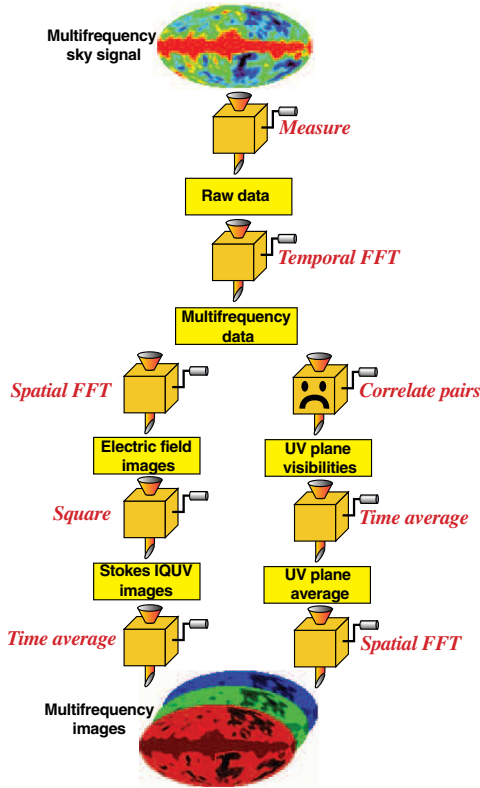 Multifrequency
sky signal
Measure
Raw data
Temporal FFT
Multifrequency
data
Spatial FFT
Correlate pairs
Electric field
images
UV plane
visibilities
Square
Time average
Stokes IQUV
images
UV plane
average
Time average
Spatial FFT
Multifrequency
images